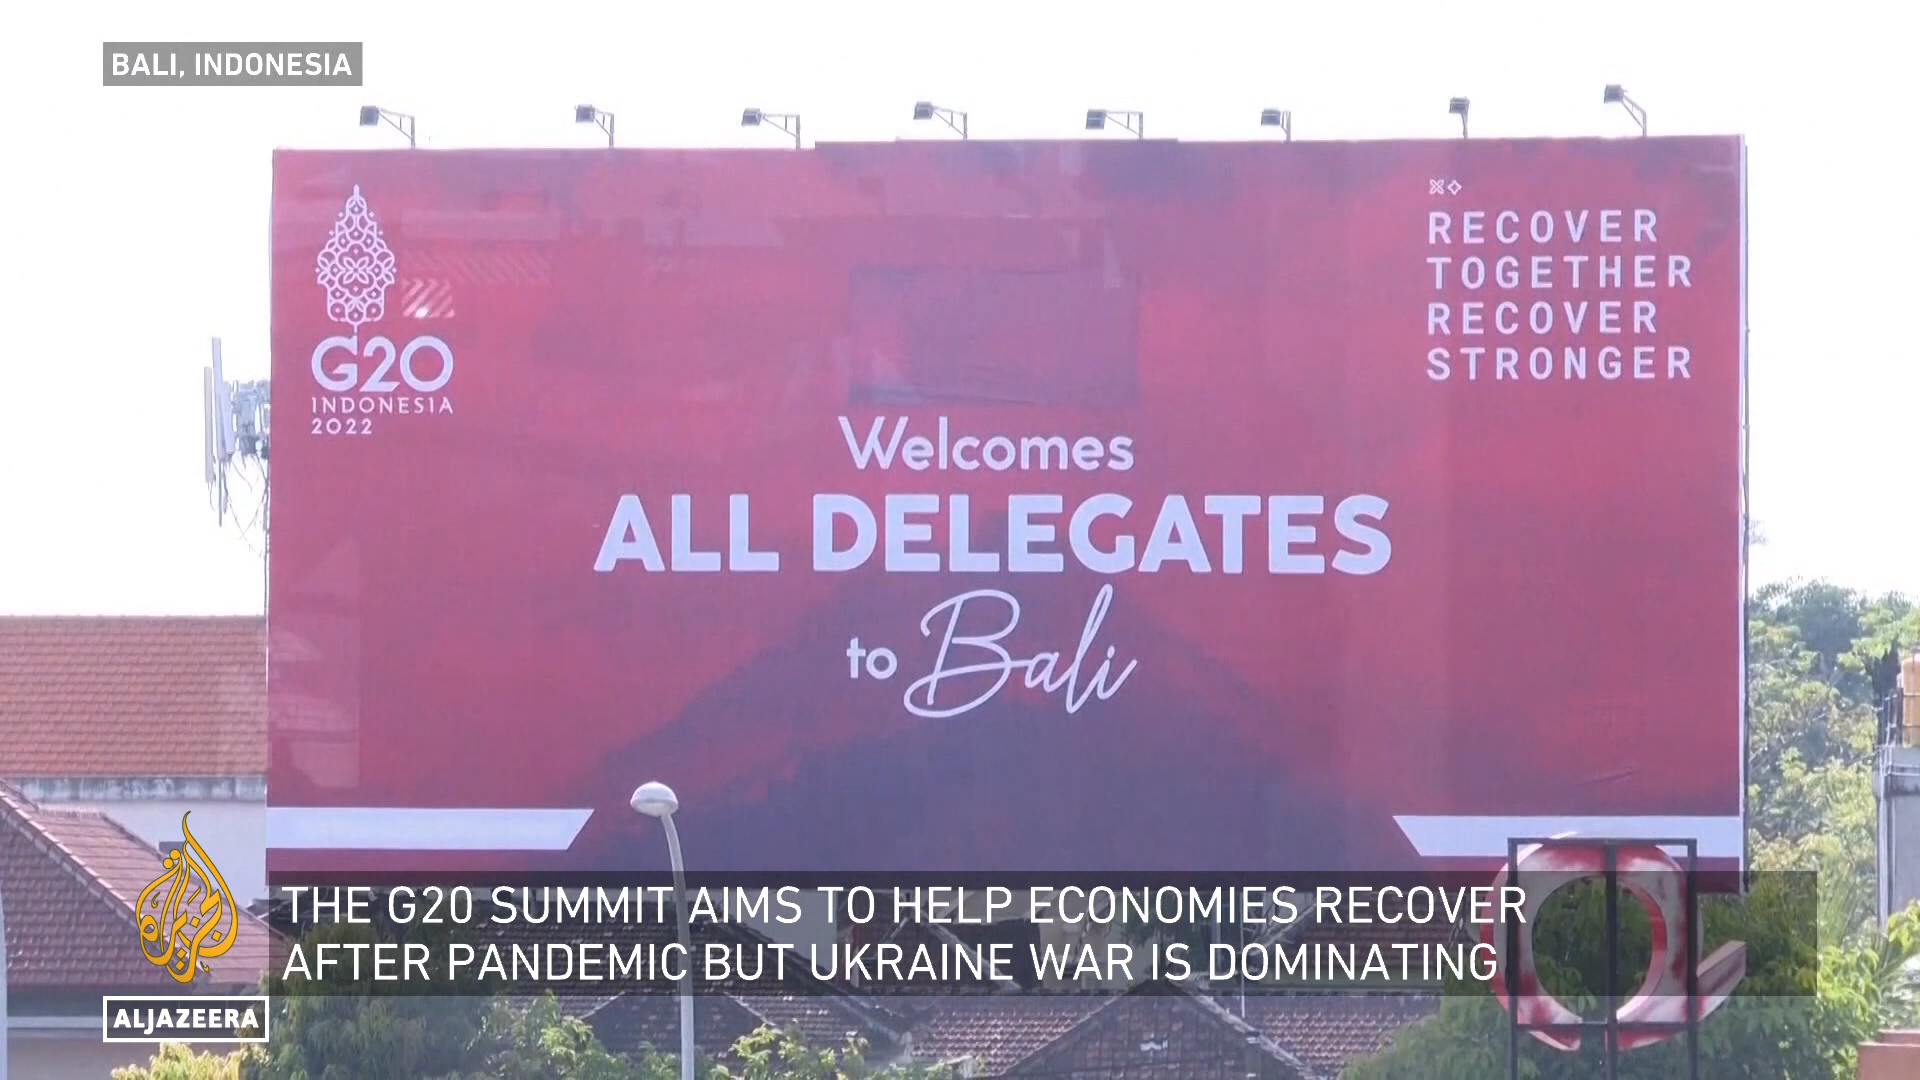 BALI, INDONESIA
G20
INDONESIA
2022
RECOVER
TOGETHER
RECOVER
STRONGER
Welcomes
ALL DELEGATES
to Bali
THE G20 SUMMIT AIMS TO HELP ECONOMIES RECOVER
AFTER PANDEMIC BUT UKRAINE WAR IS DOMINATING
الجزيرة
ALJAZEERA